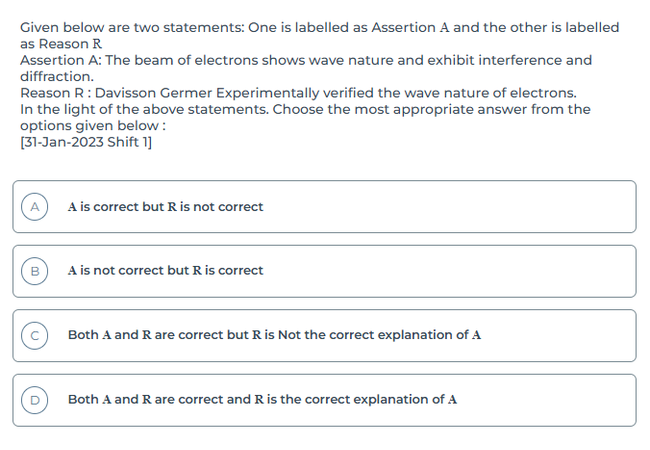 Given below are two statements: One is labelled as Assertion A and the other is labelled
as Reason R
Assertion A: The beam of electrons shows wave nature and exhibit interference and
diffraction.
Reason R : Davisson Germer Experimentally verified the wave nature of electrons.
In the light of the above statements. Choose the most appropriate answer from the
options given below :
[31-Jan-2023 Shift 1]
A A is correct but R is not correct
B A is not correct but R is correct
C Both A and R are correct but R is Not the correct explanation of A
D Both A and R are correct and R is the correct explanation of A